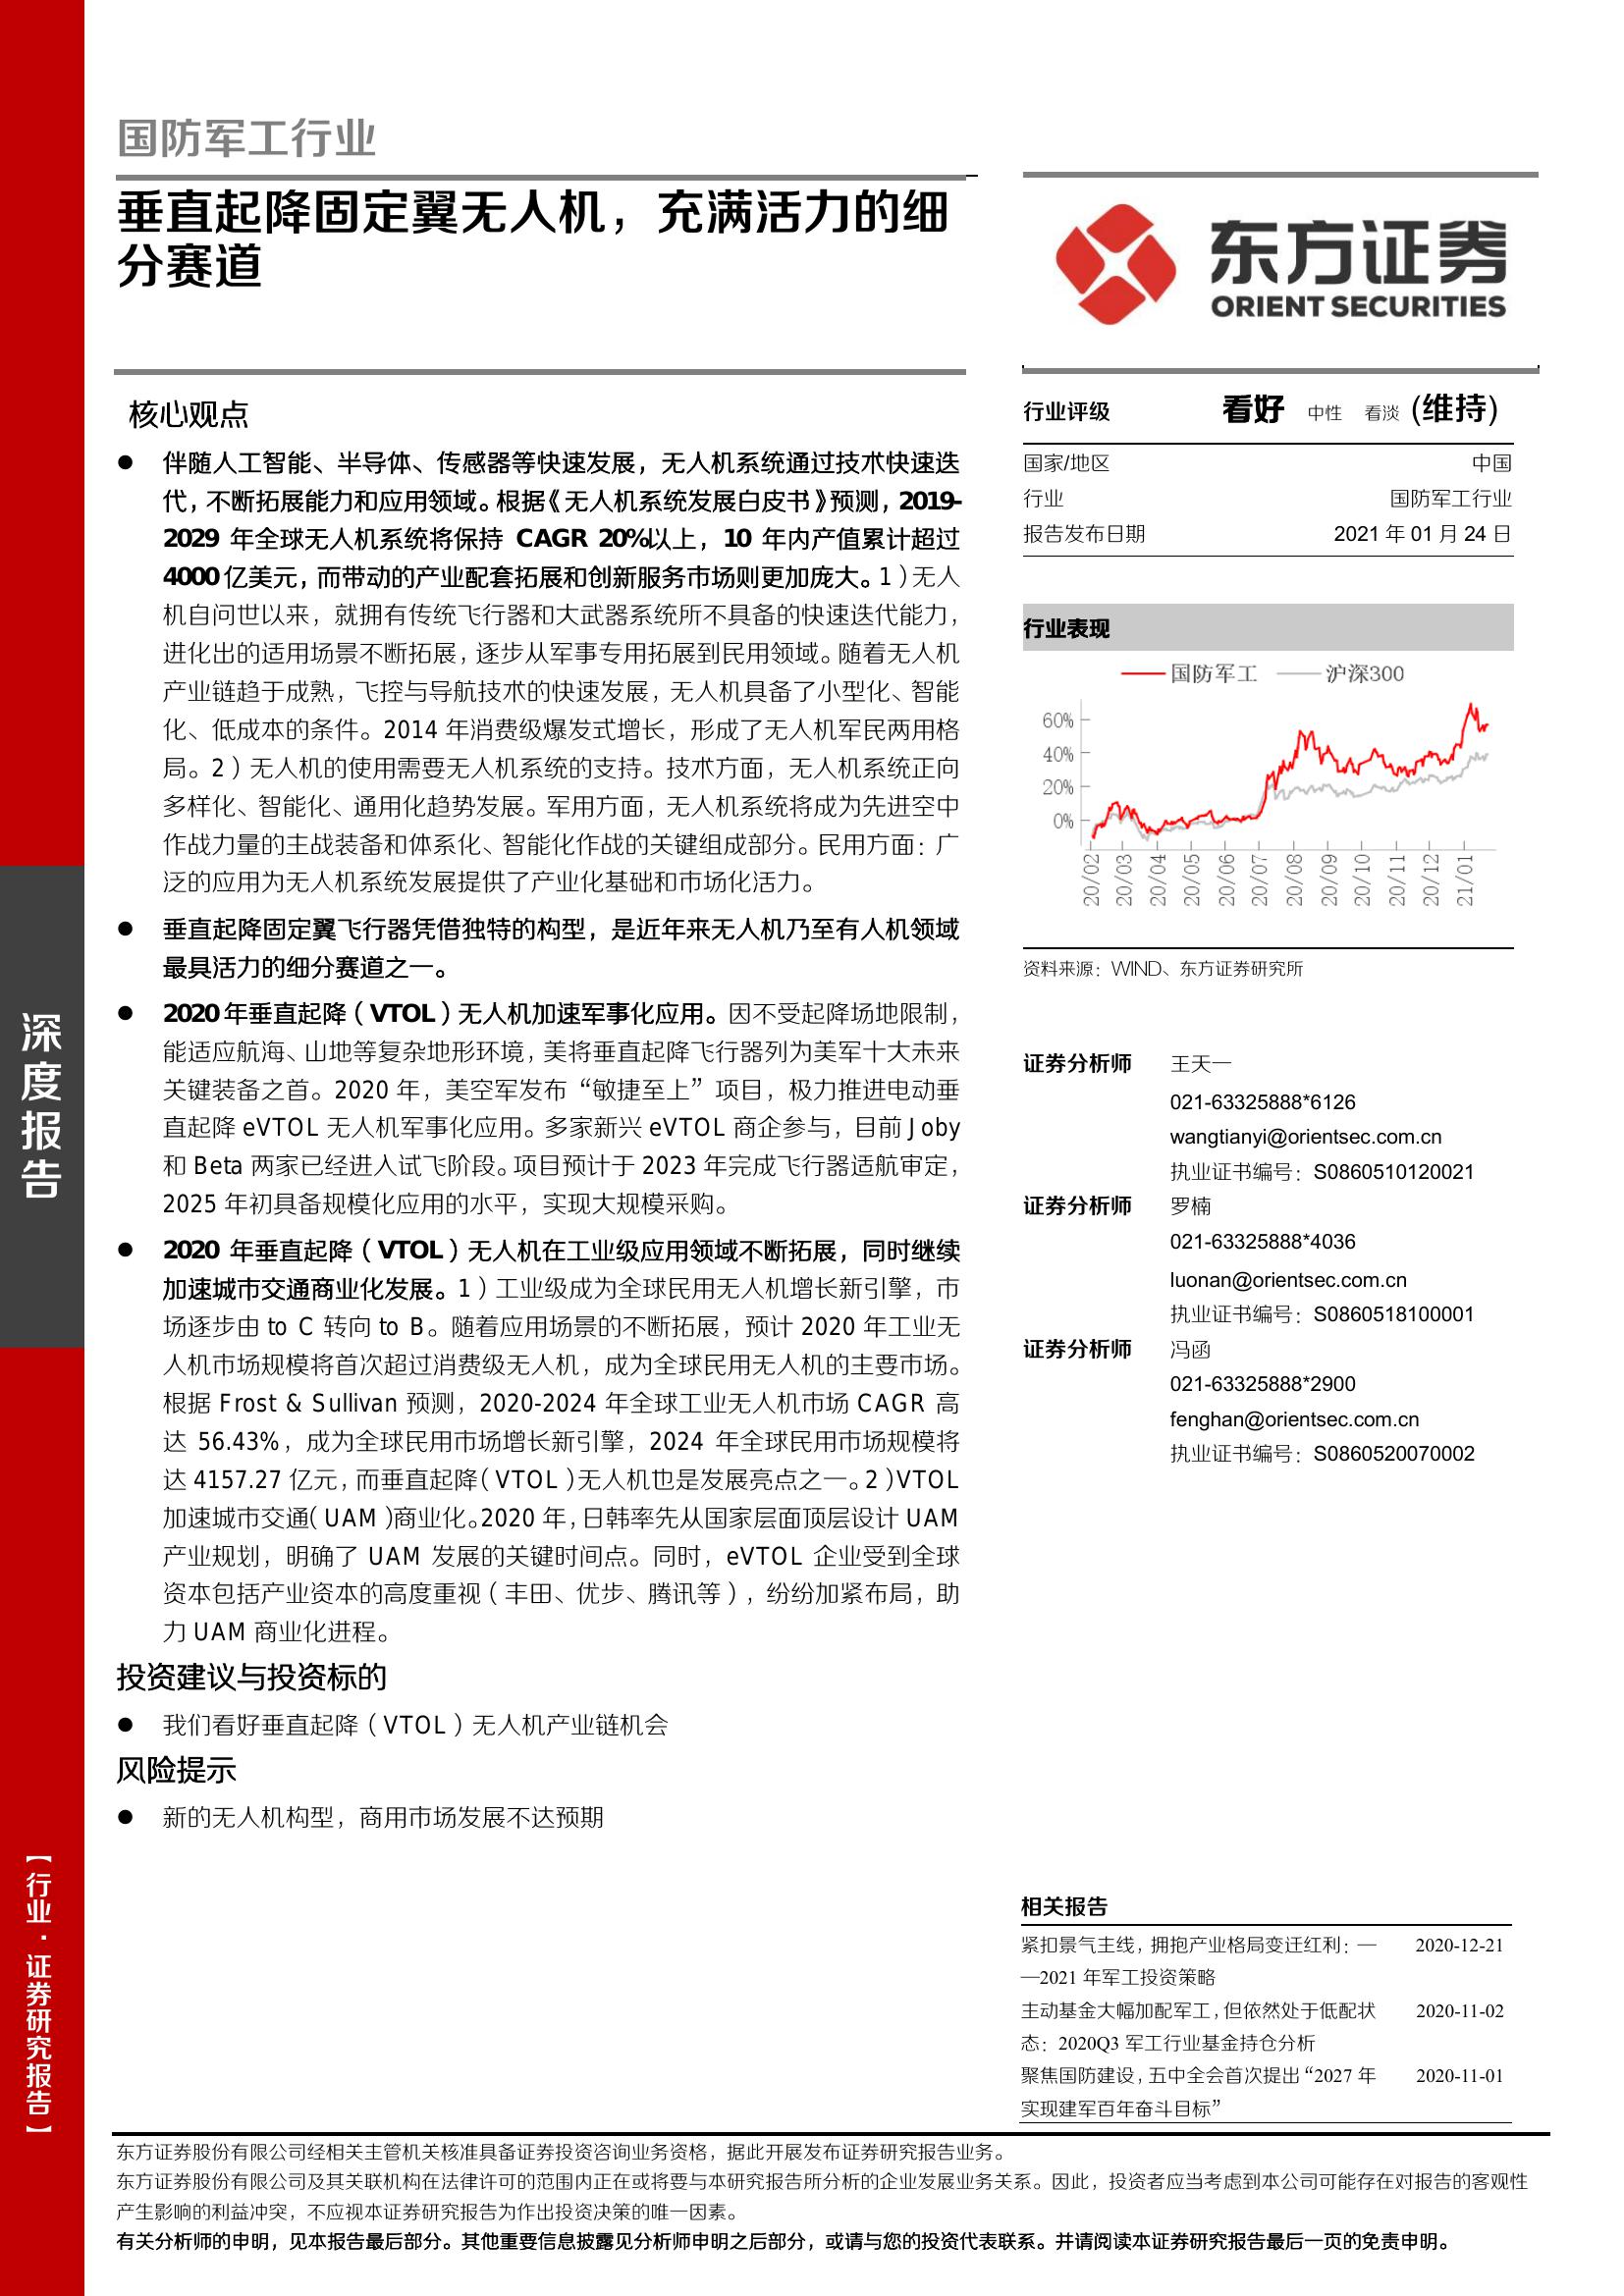 国防军工行业
垂直起降固定翼无人机，充满活力的细
分赛道
东方证券
ORIENT SECURITIES
核心观点
● 伴随人工智能、半导体、传感器等快速发展，无人机系统通过技术快速迭
代，不断拓展能力和应用领域。根据《无人机系统发展白皮书》预测，2019-
2029 年全球无人机系统将保持 CAGR 20%以上，10 年内产值累计超过
4000 亿美元，而带动的产业配套拓展和创新服务市场则更加庞大。1）无人
机自问世以来，就拥有传统飞行器和大武器系统所不具备的快速迭代能力，
进化出的适用场景不断拓展，逐步从军事专用拓展到民用领域。随着无人机
产业链趋于成熟，飞控与导航技术的快速发展，无人机具备了小型化、智能
化、低成本的条件。2014 年消费级爆发式增长，形成了无人机军民两用格
局。2）无人机的使用需要无人机系统的支持。技术方面，无人机系统正向
多样化、智能化、通用化趋势发展。军用方面，无人机系统将成为先进空中
作战力量的主战装备和体系化、智能化作战的关键组成部分。民用方面：广
泛的应用为无人机系统发展提供了产业化基础和市场化活力。
● 垂直起降固定翼飞行器凭借独特的构型，是近年来无人机乃至有人机领域
最具活力的细分赛道之一。
● 2020 年垂直起降（VTOL）无人机加速军事化应用。因不受起降场地限制，
能适应航海、山地等复杂地形环境，美将垂直起降飞行器列为美军十大未来
关键装备之首。2020 年，美空军发布“敏捷至上”项目，极力推进电动垂
直起降 eVTOL 无人机军事化应用。多家新兴 eVTOL 商企参与，目前 Joby
和 Beta 两家已经进入试飞阶段。项目预计于 2023 年完成飞行器适航审定，
2025 年初具备规模化应用的水平，实现大规模采购。
● 2020 年垂直起降（VTOL）无人机在工业级应用领域不断拓展，同时继续
加速城市交通商业化发展。1）工业级成为全球民用无人机增长新引擎，市
场逐步由 to C 转向 to B。随着应用场景的不断拓展，预计 2020 年工业无
人机市场规模将首次超过消费级无人机，成为全球民用无人机的主要市场。
根据 Frost & Sullivan 预测，2020-2024 年全球工业无人机市场 CAGR 高
达 56.43%，成为全球民用市场增长新引擎，2024 年全球民用市场规模将
达 4157.27 亿元，而垂直起降（VTOL）无人机也是发展亮点之一。2）VTOL
加速城市交通（UAM）商业化。2020 年，日韩率先从国家层面顶层设计 UAM
产业规划，明确了 UAM 发展的关键时间点。同时，eVTOL 企业受到全球
资本包括产业资本的高度重视（丰田、优步、腾讯等），纷纷加紧布局，助
力 UAM 商业化进程。
投资建议与投资标的
● 我们看好垂直起降（VTOL）无人机产业链机会
风险提示
● 新的无人机构型，商用市场发展不达预期
行业评级 看好 中性 看淡 (维持)
国家/地区 中国
行业 国防军工行业
报告发布日期 2021 年 01 月 24 日
行业表现
国防军工 沪深300
60%
40%
20%
0%
20/02 20/03 20/04 20/05 20/06 20/07 20/08 20/09 20/10 20/11 20/12 21/01
资料来源：WIND、东方证券研究所
证券分析师 王天一
021-63325888*6126
wangtianyi@orientsec.com.cn
执业证书编号：S0860510120021
证券分析师 罗楠
021-63325888*4036
luonan@orientsec.com.cn
执业证书编号：S0860518100001
证券分析师 冯函
021-63325888*2900
fenghan@orientsec.com.cn
执业证书编号：S0860520070002
相关报告
紧扣景气主线，拥抱产业格局变迁红利：— 2020-12-21
—2021 年军工投资策略
主动基金大幅加配军工，但依然处于低配状 2020-11-02
态：2020Q3 军工行业基金持仓分析
聚焦国防建设，五中全会首次提出“2027 年 2020-11-01
实现建军百年奋斗目标”
深度报告
【行业·证券研究报告】
东方证券股份有限公司经相关主管机关核准具备证券投资咨询业务资格，据此开展发布证券研究报告业务。
东方证券股份有限公司及其关联机构在法律许可的范围内正在或将要与本研究报告所分析的企业发展业务关系。因此，投资者应当考虑到本公司可能存在对报告的客观性
产生影响的利益冲突，不应视本证券研究报告为作出投资决策的唯一因素。
有关分析师的申明，见本报告最后部分。其他重要信息披露见分析师申明之后部分，或请与您的投资代表联系。并请阅读本证券研究报告最后一页的免责申明。